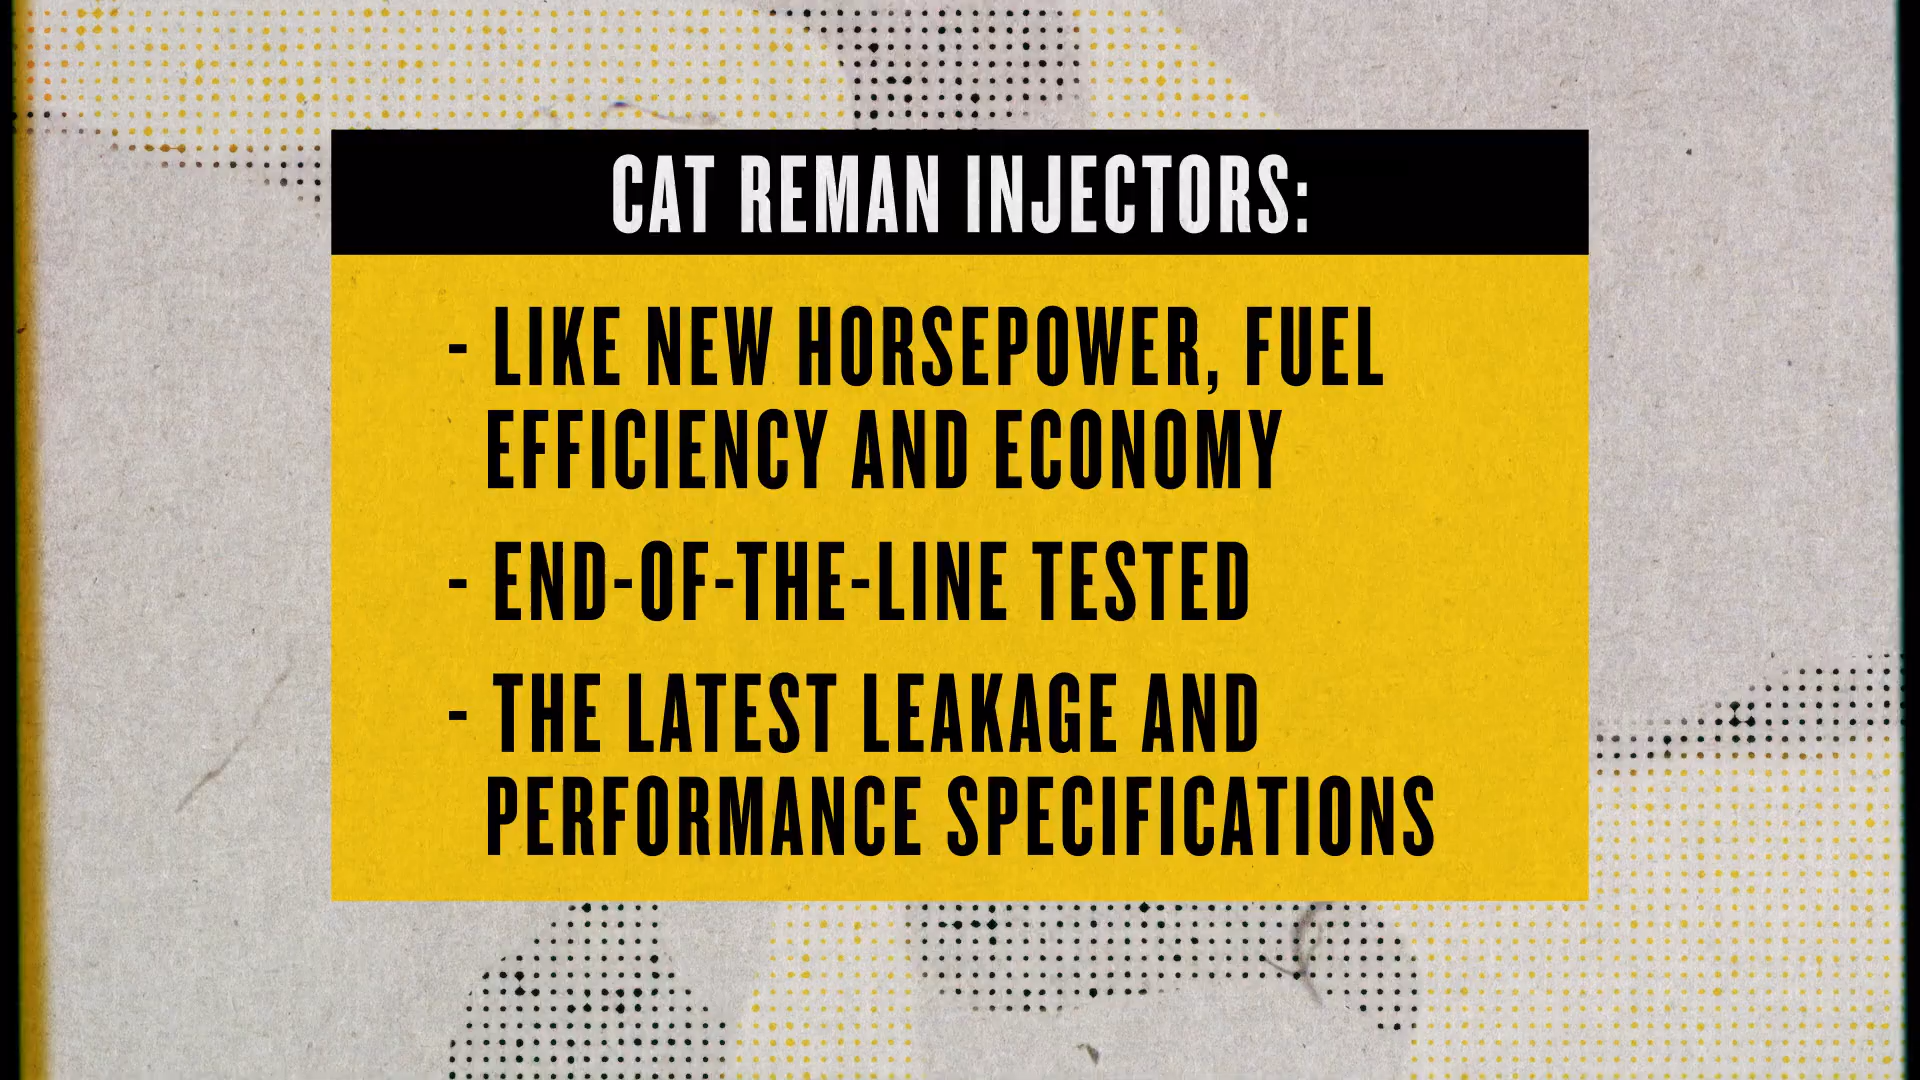 CAT REMAN INJECTORS:
- LIKE NEW HORSEPOWER, FUEL
EFFICIENCY AND ECONOMY
- END-OF-THE-LINE TESTED
- THE LATEST LEAKAGE AND
PERFORMANCE SPECIFICATIONS